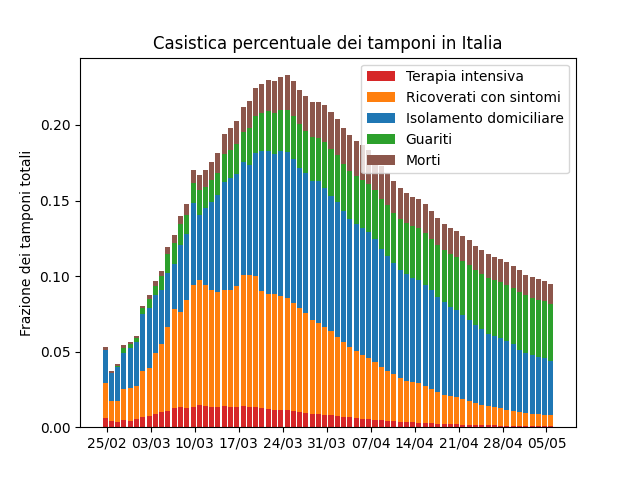 Casistica percentuale dei tamponi in Italia
Frazione dei tamponi totali
0.20
0.15
0.10
0.05
0.00
Terapia intensiva
Ricoverati con sintomi
Isolamento domiciliare
Guariti
Morti
25/02 03/03 10/03 17/03 24/03 31/03 07/04 14/04 21/04 28/04 05/05